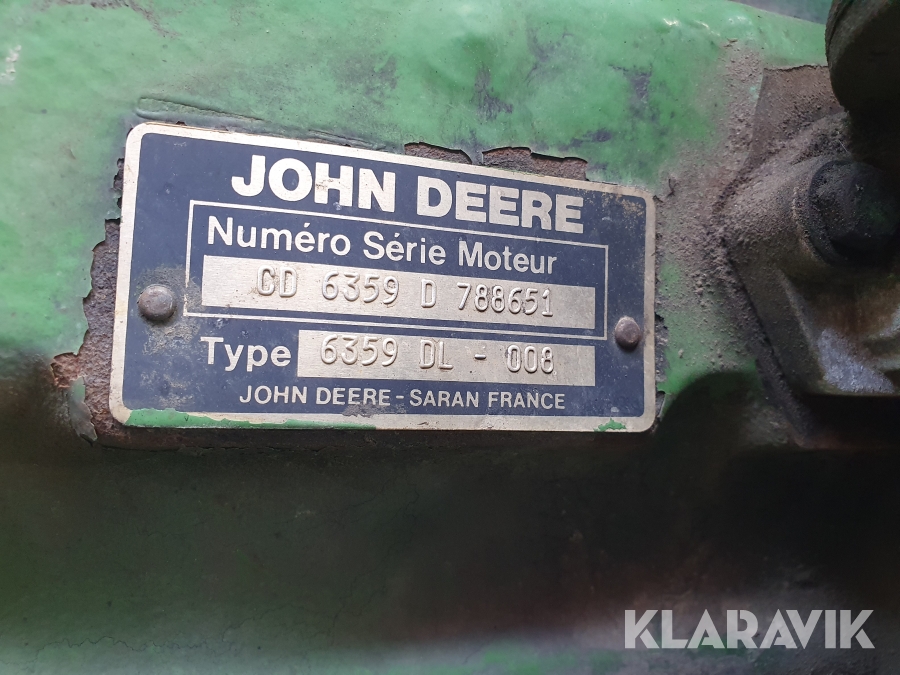 JOHN DEERE
Numéro Série Moteur
CD 6359 D 788651
Type 6359 DL - 008
JOHN DEERE - SARAN FRANCE
KLARAVIK